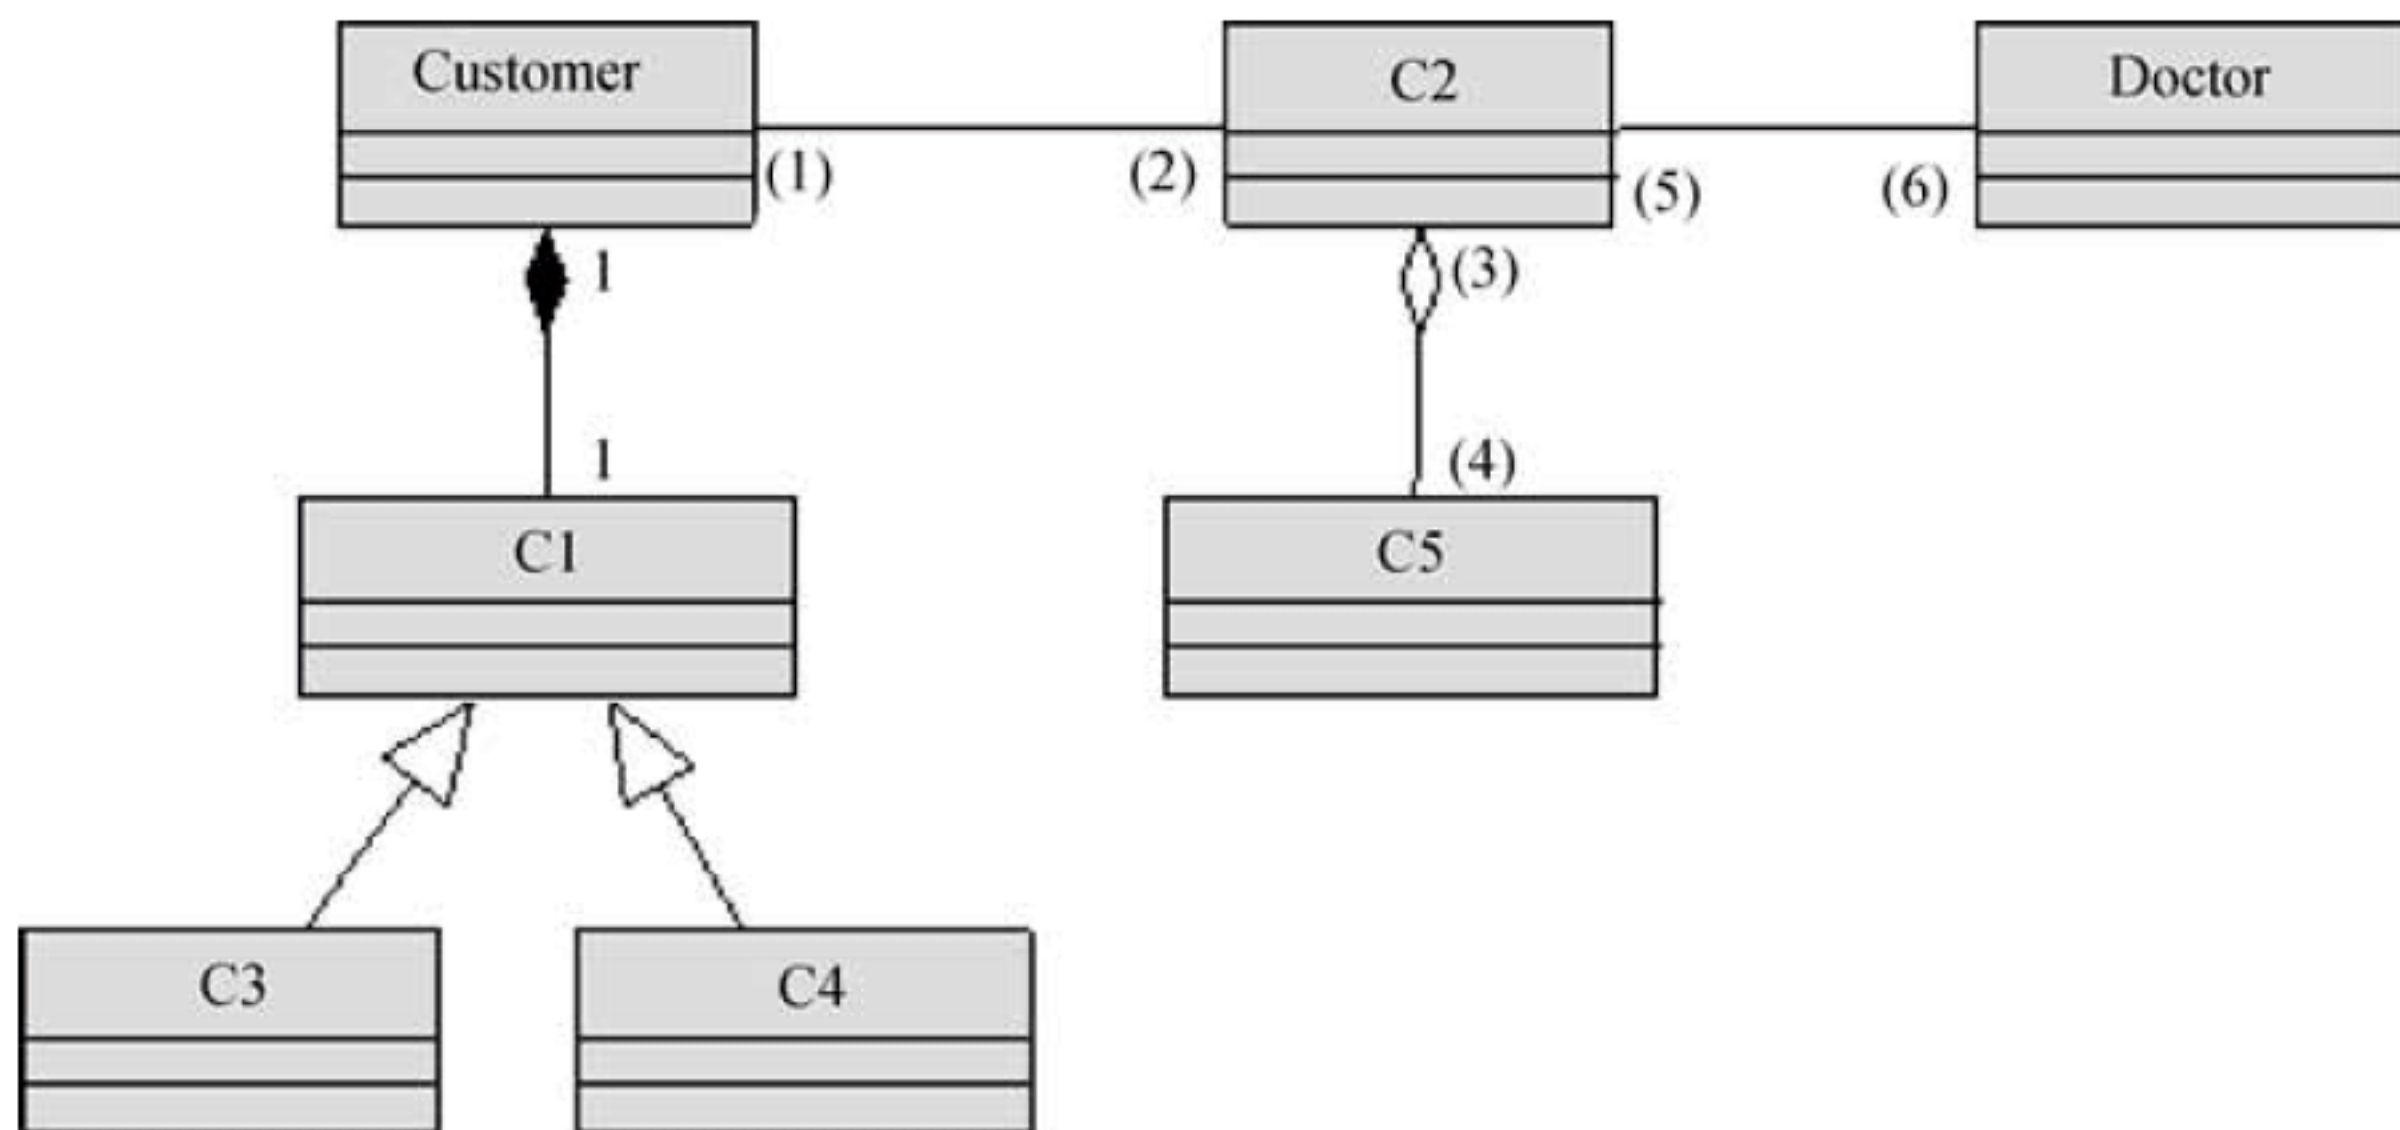 Customer
C2
Doctor
(1)
(2)
(5)
(6)
1
(3)
1
(4)
C1
C5
C3
C4